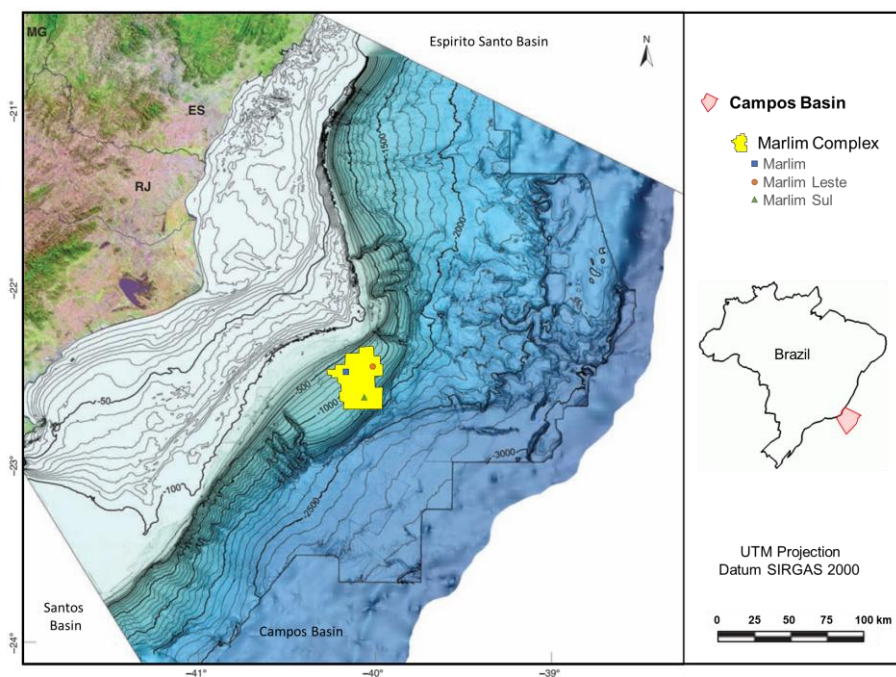 MG
Espirito Santo Basin
N
ES
RJ
-1500
-2000
-50
-500
-1000
-100
-2500
-3000
Santos
Basin
Campos Basin
-21°
-22°
-23°
-24°
-41°
-40°
-39°
Campos Basin
Marlim Complex
Marlim
Marlim Leste
Marlim Sul
Brazil
UTM Projection
Datum SIRGAS 2000
0 25 50 75 100 km